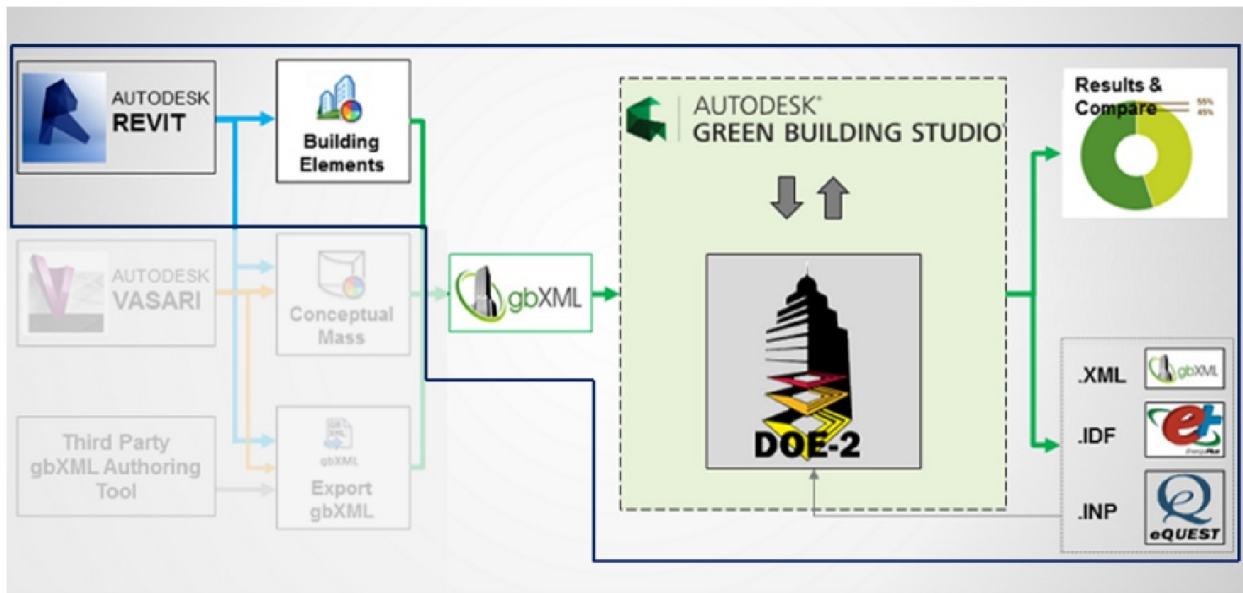 AUTODESK
REVIT
Building
Elements
AUTODESK
VASARI
Conceptual
Mass
Third Party
gbXML Authoring
Tool
gbXML
Export
gbXML
gbXML
AUTODESK®
GREEN BUILDING STUDIO
DOE-2
Results &
Compare
55%
45%
.XML
gbXML
.IDF
e+
EnergyPlus
.INP
eQUEST